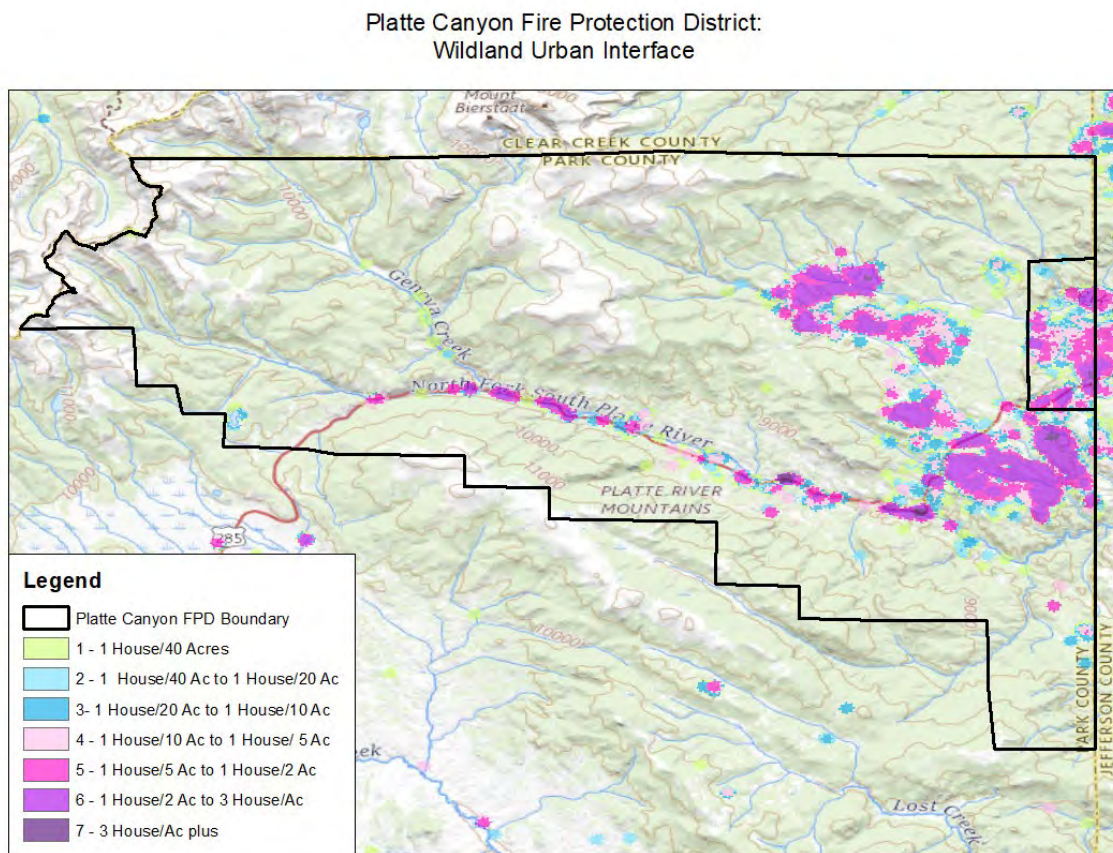 Platte Canyon Fire Protection District:
Wildland Urban Interface
Mount
Bierstadt
CLEAR CREEK COUNTY
PARK COUNTY
10000
Creek
North Fork South Platte River
9000
10000
11000
PLATTE RIVER
MOUNTAINS
285
10000
10000
PARK COUNTY
JEFFERSON COUNTY
Lost Creek
Legend
Platte Canyon FPD Boundary
1 - 1 House/40 Acres
2 - 1 House/40 Ac to 1 House/20 Ac
3- 1 House/20 Ac to 1 House/10 Ac
4 - 1 House/10 Ac to 1 House/ 5 Ac
5 - 1 House/5 Ac to 1 House/2 Ac
6 - 1 House/2 Ac to 3 House/Ac
7 - 3 House/Ac plus